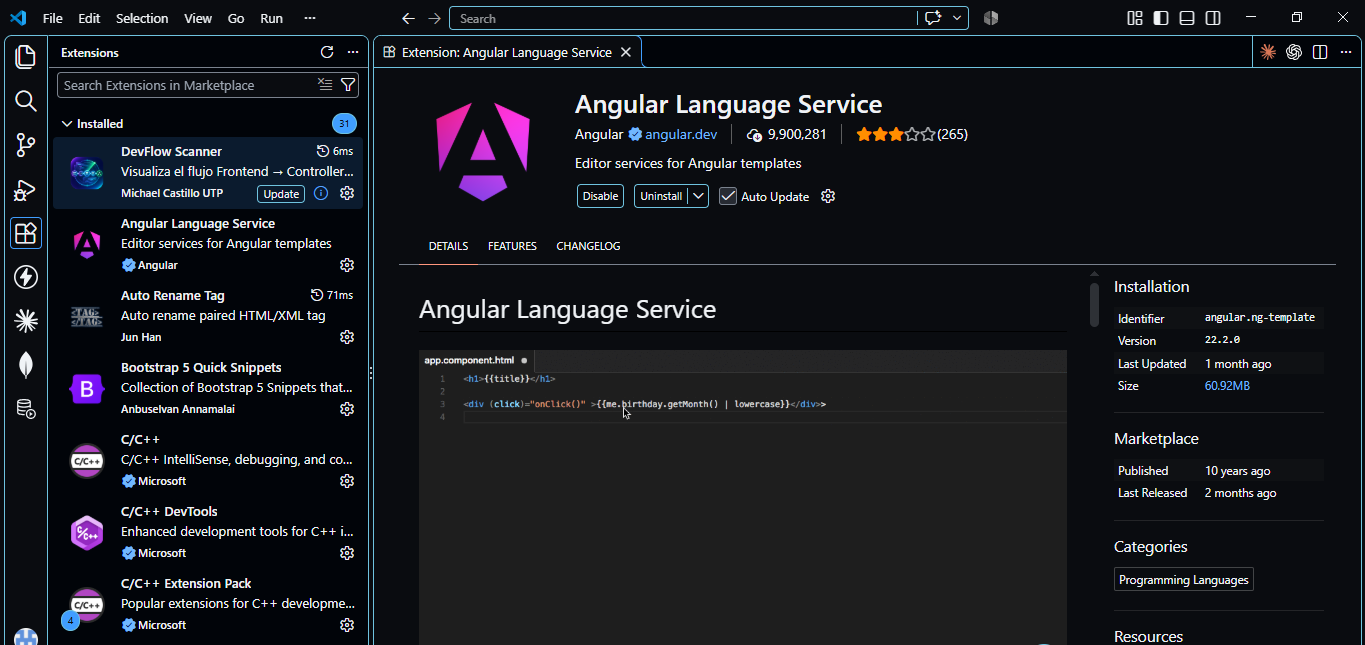 File Edit Selection View Go Run ···
Search
Extensions
Search Extensions in Marketplace
Installed 31
DevFlow Scanner 6ms
Visualiza el flujo Frontend → Controller...
Michael Castillo UTP Update
Angular Language Service
Editor services for Angular templates
Angular
Auto Rename Tag 71ms
Auto rename paired HTML/XML tag
Jun Han
Bootstrap 5 Quick Snippets
Collection of Bootstrap 5 Snippets that...
Anbuselvan Annamalai
C/C++
C/C++ IntelliSense, debugging, and co...
Microsoft
C/C++ DevTools
Enhanced development tools for C++ i...
Microsoft
C/C++ Extension Pack
Popular extensions for C++ developme...
Microsoft
4
Extension: Angular Language Service
Angular Language Service
Angular angular.dev 9,900,281 (265)
Editor services for Angular templates
Disable Uninstall Auto Update
DETAILS FEATURES CHANGELOG
Angular Language Service
app.component.html
1 <h1>{{title}}</h1>
2
3 <div (click)="onClick()" >{{me.birthday.getMonth() | lowercase}}</div>>
4
Installation
Identifier angular.ng-template
Version 22.2.0
Last Updated 1 month ago
Size 60.92MB
Marketplace
Published 10 years ago
Last Released 2 months ago
Categories
Programming Languages
Resources